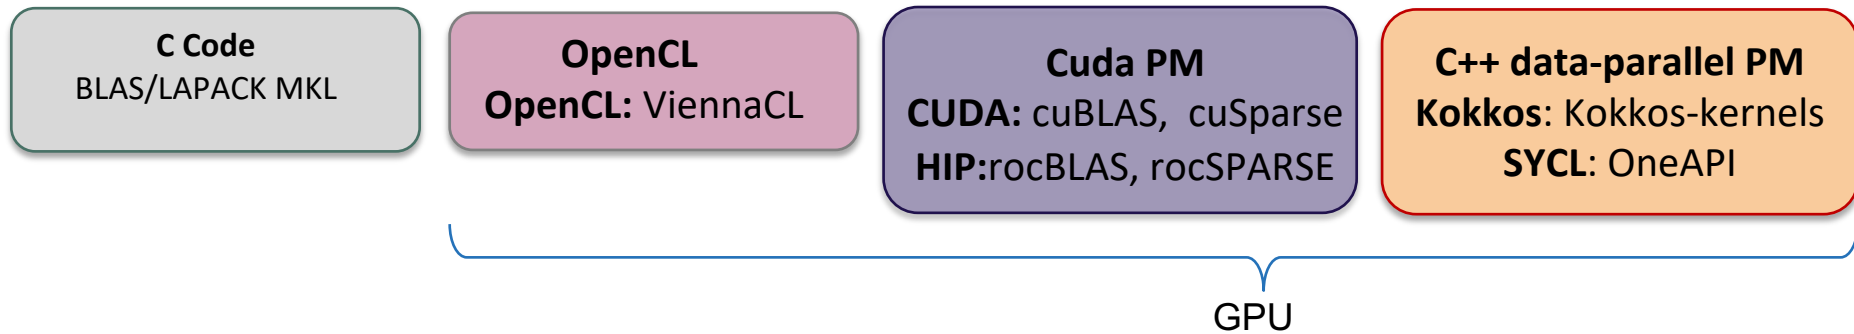 C Code
BLAS/LAPACK MKL
OpenCL
OpenCL: ViennaCL
Cuda PM
CUDA: cuBLAS, cuSparse
HIP:rocBLAS, rocSPARSE
C++ data-parallel PM
Kokkos: Kokkos-kernels
SYCL: OneAPI
GPU